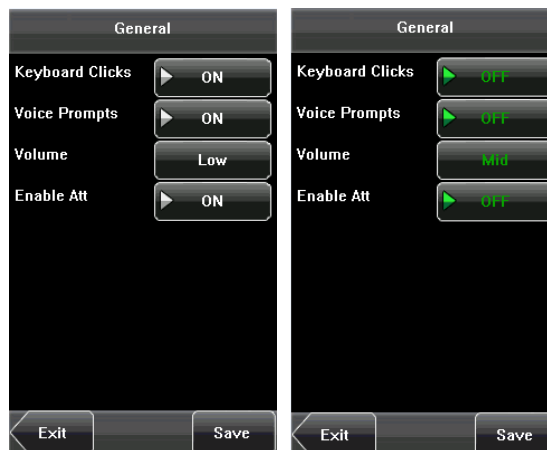 General
Keyboard Clicks ON
Voice Prompts ON
Volume Low
Enable Att ON
Exit Save
General
Keyboard Clicks OFF
Voice Prompts OFF
Volume Mid
Enable Att OFF
Exit Save